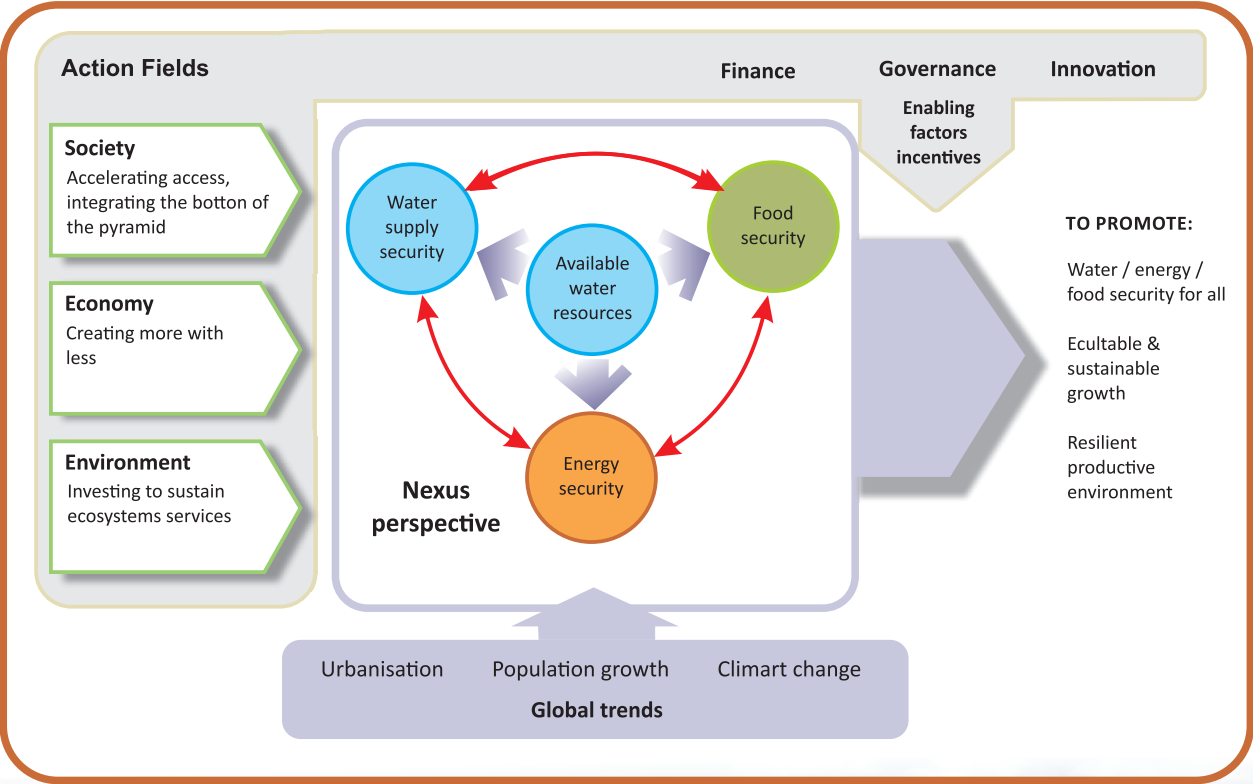 Action Fields
Finance
Governance
Innovation
Enabling
factors
incentives
Society
Accelerating access,
integrating the botton of
the pyramid
Economy
Creating more with
less
Environment
Investing to sustain
ecosystems services
Water
supply
security
Food
security
Available
water
resources
Energy
security
Nexus
perspective
TO PROMOTE:
Water / energy /
food security for all
Ecultable &
sustainable
growth
Resilient
productive
environment
Urbanisation
Population growth
Climart change
Global trends